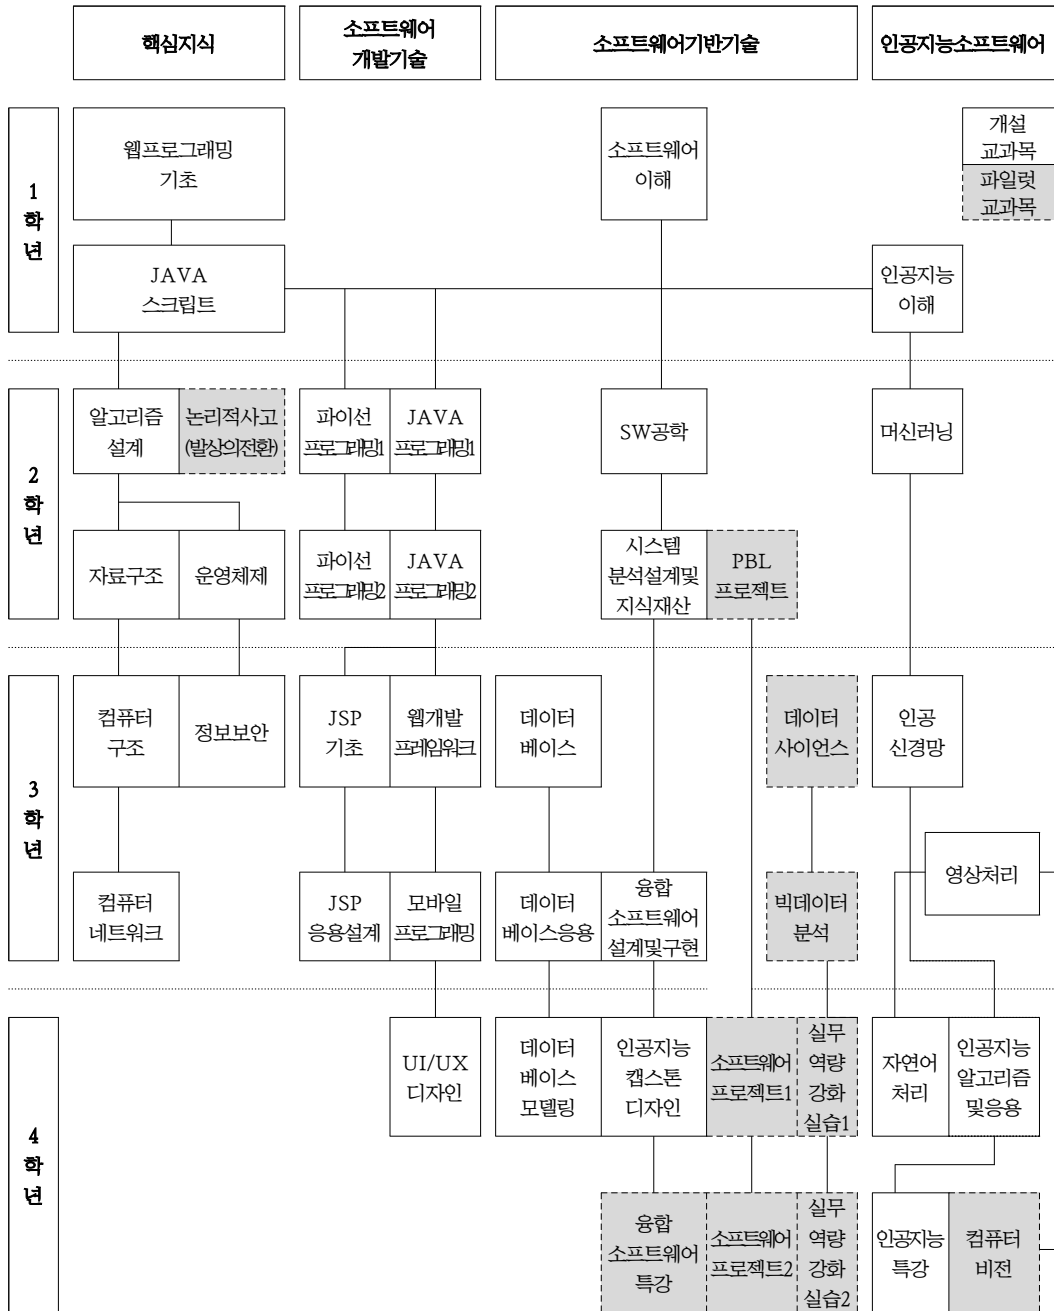 핵심지식
소프트웨어
개발기술
소프트웨어기반기술
인공지능소프트웨어
1
학
년
웹프로그래밍
기초
소프트웨어
이해
개설
교과목
파일럿
교과목
JAVA
스크립트
인공지능
이해
2
학
년
알고리즘
설계
논리적사고
(발상의전환)
파이선
프로그래밍1
JAVA
프로그래밍1
SW공학
머신러닝
자료구조
운영체제
파이선
프로그래밍2
JAVA
프로그래밍2
시스템
분석설계및
지식재산
PBL
프로젝트
3
학
년
컴퓨터
구조
정보보안
JSP
기초
웹개발
프레임워크
데이터
베이스
데이터
사이언스
인공
신경망
영상처리
컴퓨터
네트워크
JSP
응용설계
모바일
프로그래밍
데이터
베이스응용
융합
소프트웨어
설계및구현
빅데이터
분석
4
학
년
UI/UX
디자인
데이터
베이스
모델링
인공지능
캡스톤
디자인
소프트웨어
프로젝트1
실무
역량
강화
실습1
자연어
처리
인공지능
알고리즘
및응용
융합
소프트웨어
특강
소프트웨어
프로젝트2
실무
역량
강화
실습2
인공지능
특강
컴퓨터
비전